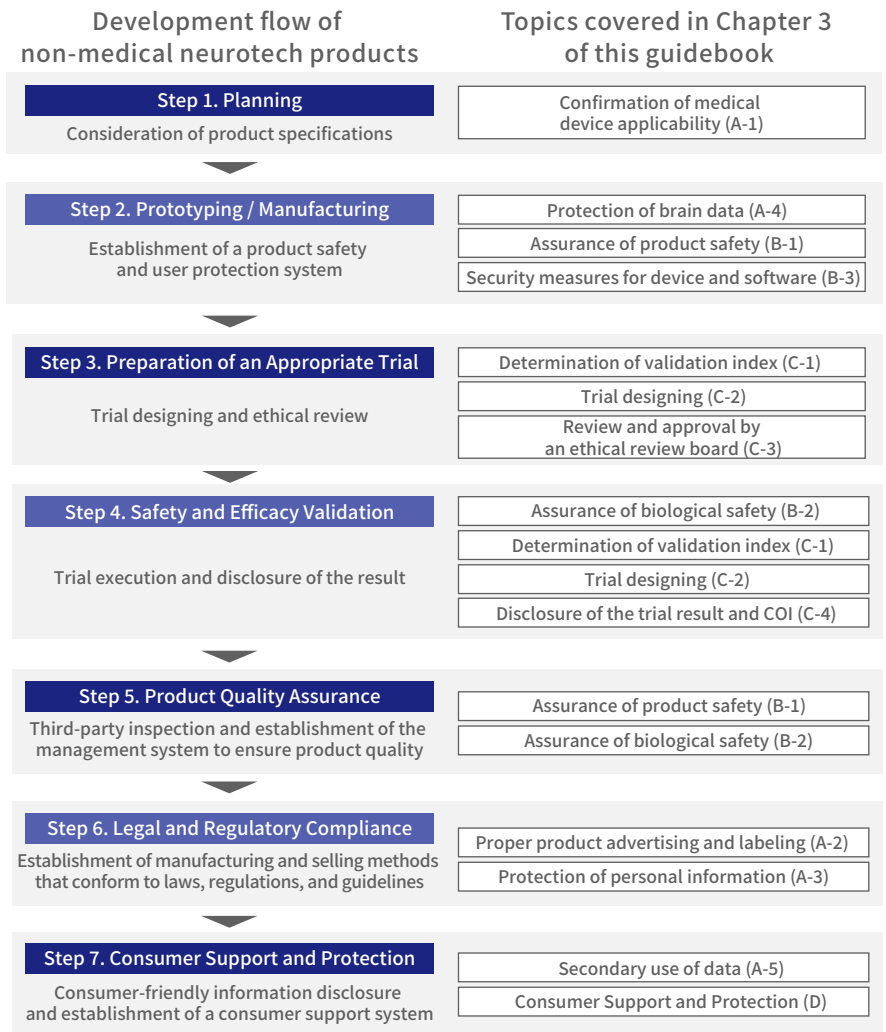 Development flow of
non-medical neurotech products
Topics covered in Chapter 3
of this guidebook
Step 1. Planning
Consideration of product specifications
Confirmation of medical
device applicability (A-1)
Step 2. Prototyping / Manufacturing
Establishment of a product safety
and user protection system
Protection of brain data (A-4)
Assurance of product safety (B-1)
Security measures for device and software (B-3)
Step 3. Preparation of an Appropriate Trial
Trial designing and ethical review
Determination of validation index (C-1)
Trial designing (C-2)
Review and approval by
an ethical review board (C-3)
Step 4. Safety and Efficacy Validation
Trial execution and disclosure of the result
Assurance of biological safety (B-2)
Determination of validation index (C-1)
Trial designing (C-2)
Disclosure of the trial result and COI (C-4)
Step 5. Product Quality Assurance
Third-party inspection and establishment of the
management system to ensure product quality
Assurance of product safety (B-1)
Assurance of biological safety (B-2)
Step 6. Legal and Regulatory Compliance
Establishment of manufacturing and selling methods
that conform to laws, regulations, and guidelines
Proper product advertising and labeling (A-2)
Protection of personal information (A-3)
Step 7. Consumer Support and Protection
Consumer-friendly information disclosure
and establishment of a consumer support system
Secondary use of data (A-5)
Consumer Support and Protection (D)